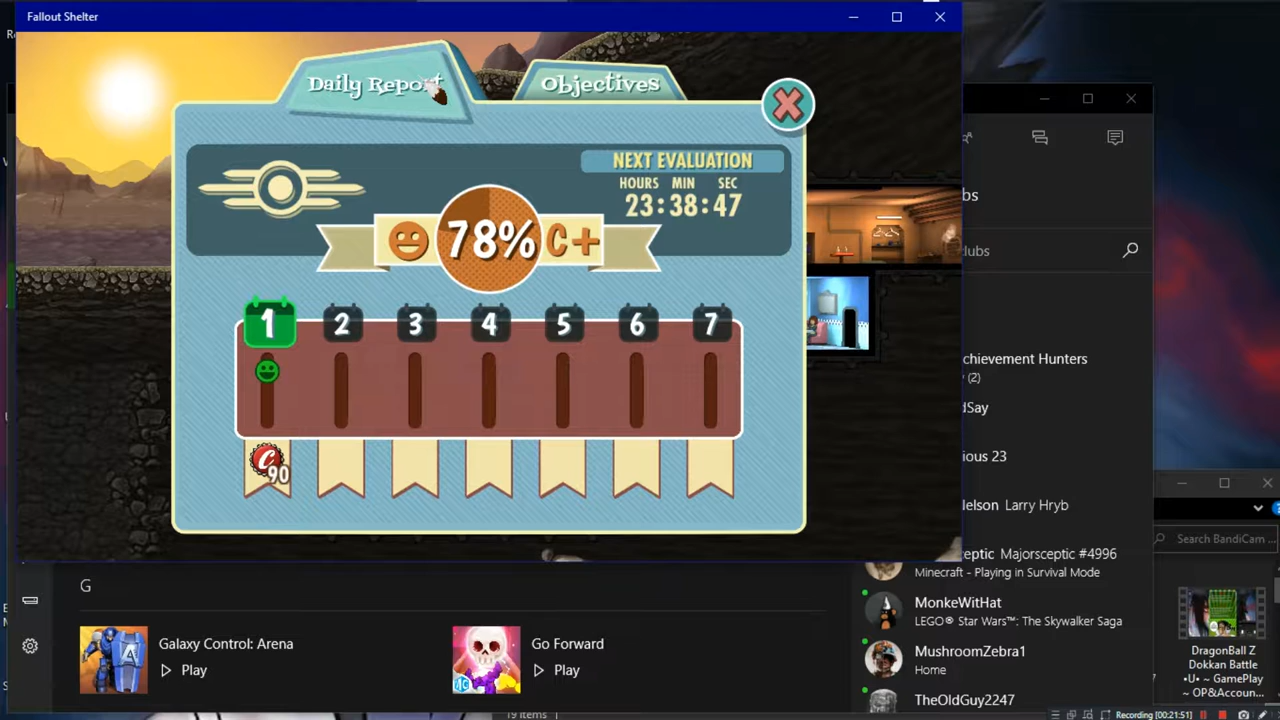 Fallout Shelter
Daily Report
Objectives
NEXT EVALUATION
HOURS MIN SEC
23:38:47
78% C+
1 2 3 4 5 6 7
C 90
bs
lubs
chievement Hunters
(2)
Say
ious 23
elson Larry Hryb
eptic Majorsceptic #4996
Minecraft - Playing in Survival Mode
MonkeWitHat
LEGO® Star Wars™: The Skywalker Saga
MushroomZebra1
Home
TheOldGuy2247
G
Galaxy Control: Arena
Play
Go Forward
Play
Search BandiCam ...
DragonBall Z
Dokkan Battle
•U• ~ GamePlay
~ OP&Accoun...
19 items
Recording [00:21:51]